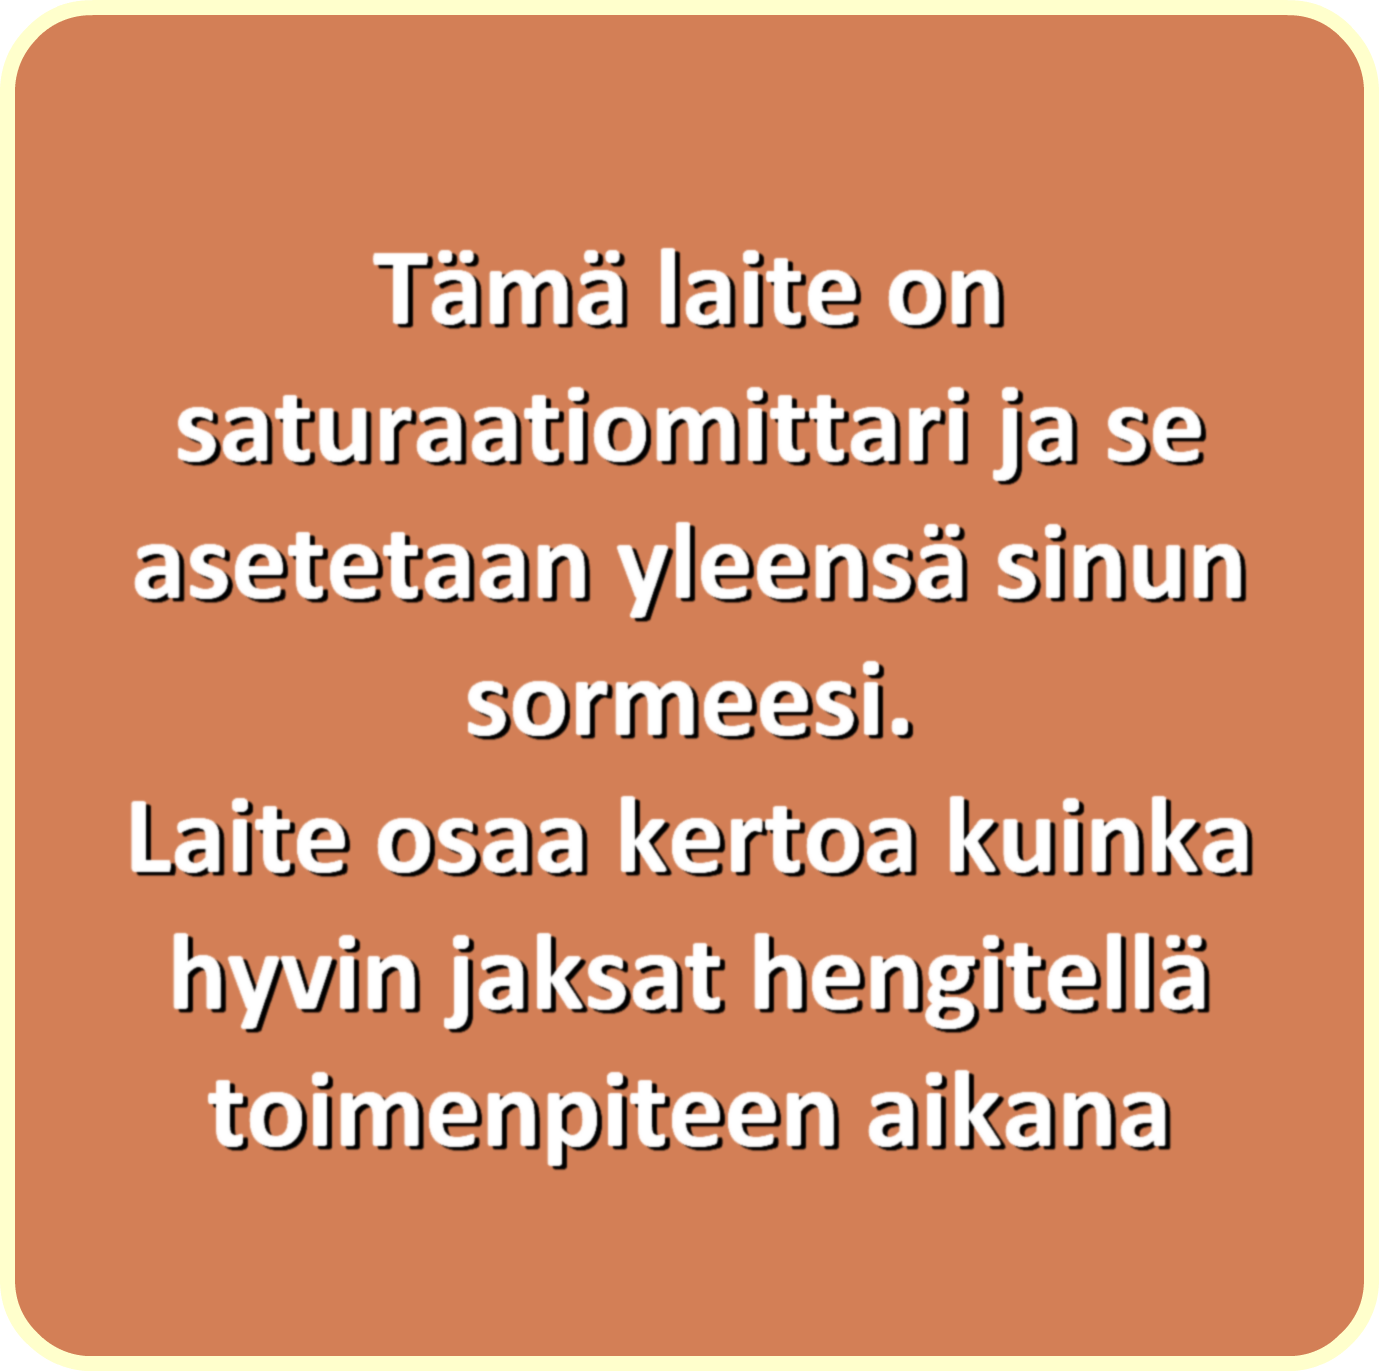 Tämä laite on
saturaatiomittari ja se
asetetaan yleensä sinun
sormeesi.
Laite osaa kertoa kuinka
hyvin jaksat hengitellä
toimenpiteen aikana